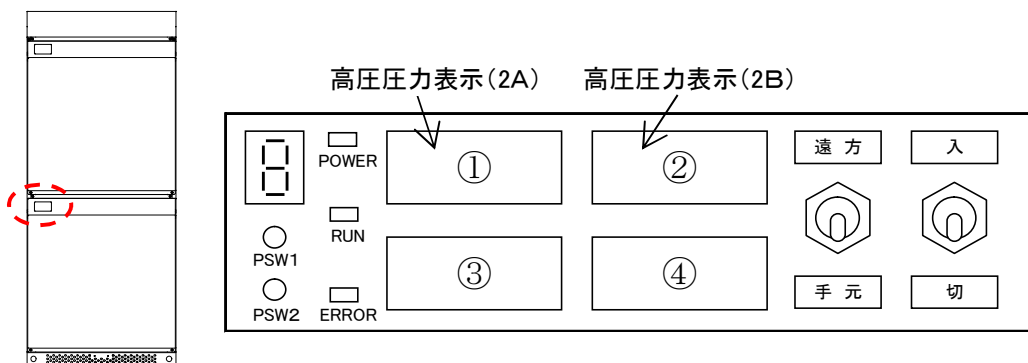 高圧圧力表示(2A)
高圧圧力表示(2B)
8
POWER
①
②
遠方
入
RUN
PSW1
③
④
PSW2
ERROR
手元
切